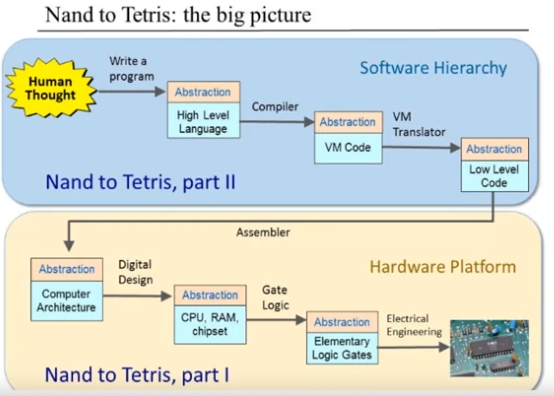 Nand to Tetris: the big picture
Software Hierarchy
Human
Thought
Write a
program
Abstraction
High Level
Language
Compiler
Abstraction
VM Code
VM
Translator
Abstraction
Low Level
Code
Nand to Tetris, part II
Assembler
Hardware Platform
Abstraction
Computer
Architecture
Digital
Design
Abstraction
CPU, RAM,
chipset
Gate
Logic
Abstraction
Elementary
Logic Gates
Electrical
Engineering
Nand to Tetris, part I